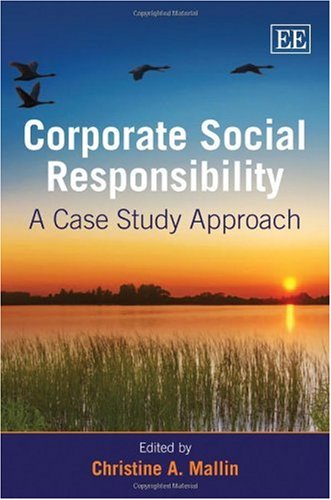 EE
Corporate Social
Responsibility
A Case Study Approach
Edited by
Christine A. Mallin